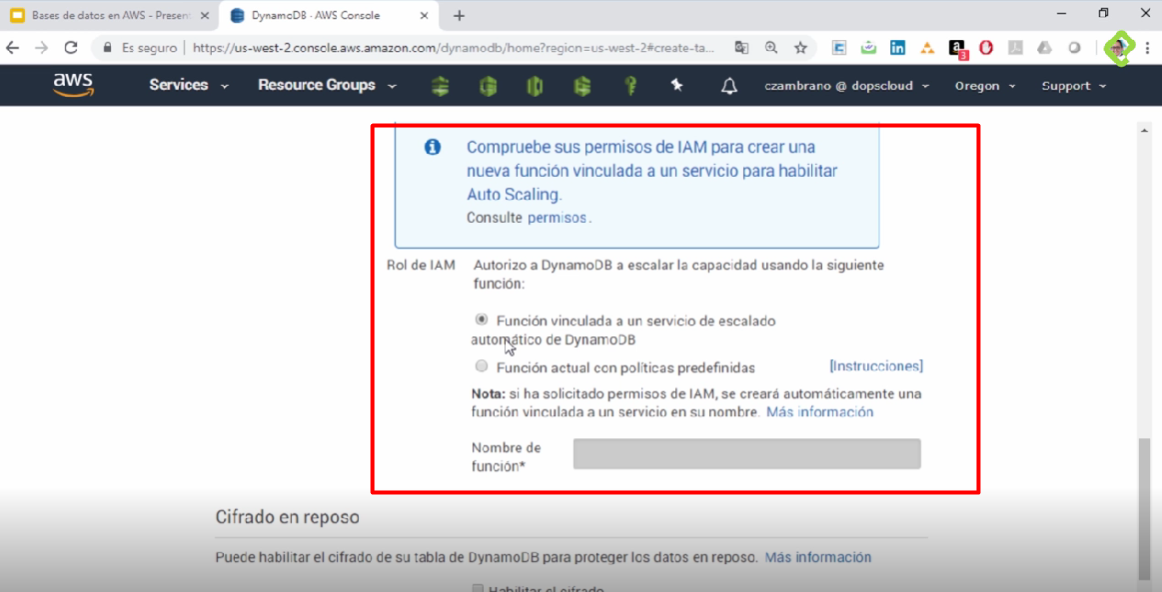 Bases de datos en AWS - Present
DynamoDB - AWS Console
Es seguro | https://us-west-2.console.aws.amazon.com/dynamodb/home?region=us-west-2#create-ta...
3
aws Services Resource Groups czambrano @ dopscloud Oregon Support
Compruebe sus permisos de IAM para crear una
nueva función vinculada a un servicio para habilitar
Auto Scaling.
Consulte permisos.
Rol de IAM Autorizo a DynamoDB a escalar la capacidad usando la siguiente
función:
Función vinculada a un servicio de escalado
automático de DynamoDB
Función actual con políticas predefinidas [Instrucciones]
Nota: si ha solicitado permisos de IAM, se creará automáticamente una
función vinculada a un servicio en su nombre. Más información
Nombre de
función*
Cifrado en reposo
Puede habilitar el cifrado de su tabla de DynamoDB para proteger los datos en reposo. Más información
Habilitar el cifrado